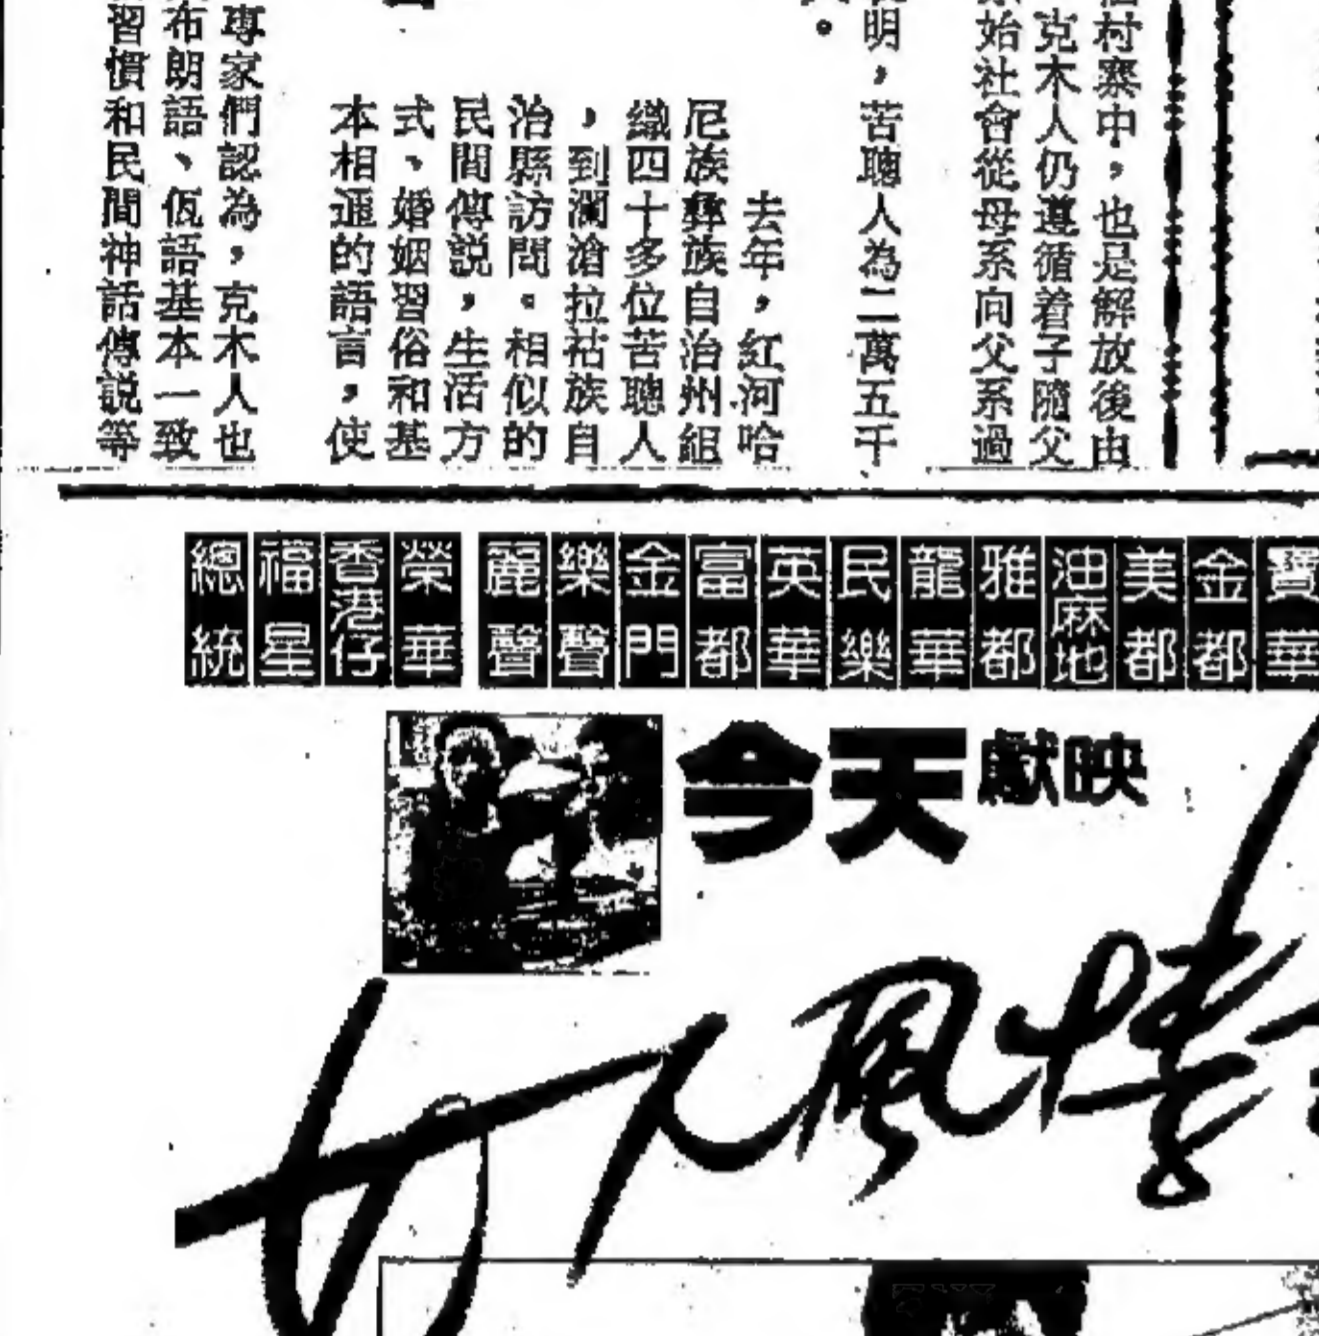 村寨中，也是解放後由
克木人仍遵循着子隨父
始社會從母系向父系過
明，苦聰人為二萬五千
。
去年，紅河哈
尼族彝族自治州組
織四十多位苦聰人
，到瀾滄拉祜族自
治縣訪問。相似的
民間傳説，生活方
式、婚姻習俗和基
本相通的語言，使
專家們認為，克木人也
布朗語、佤語基本一致
習慣和民間神話傳説等
寶華
金都
美都
油麻地
雅都
龍華
民樂
英華
富都
金門
樂聲
麗聲
榮華
香港仔
福星
總統
今天獻映
女人風情